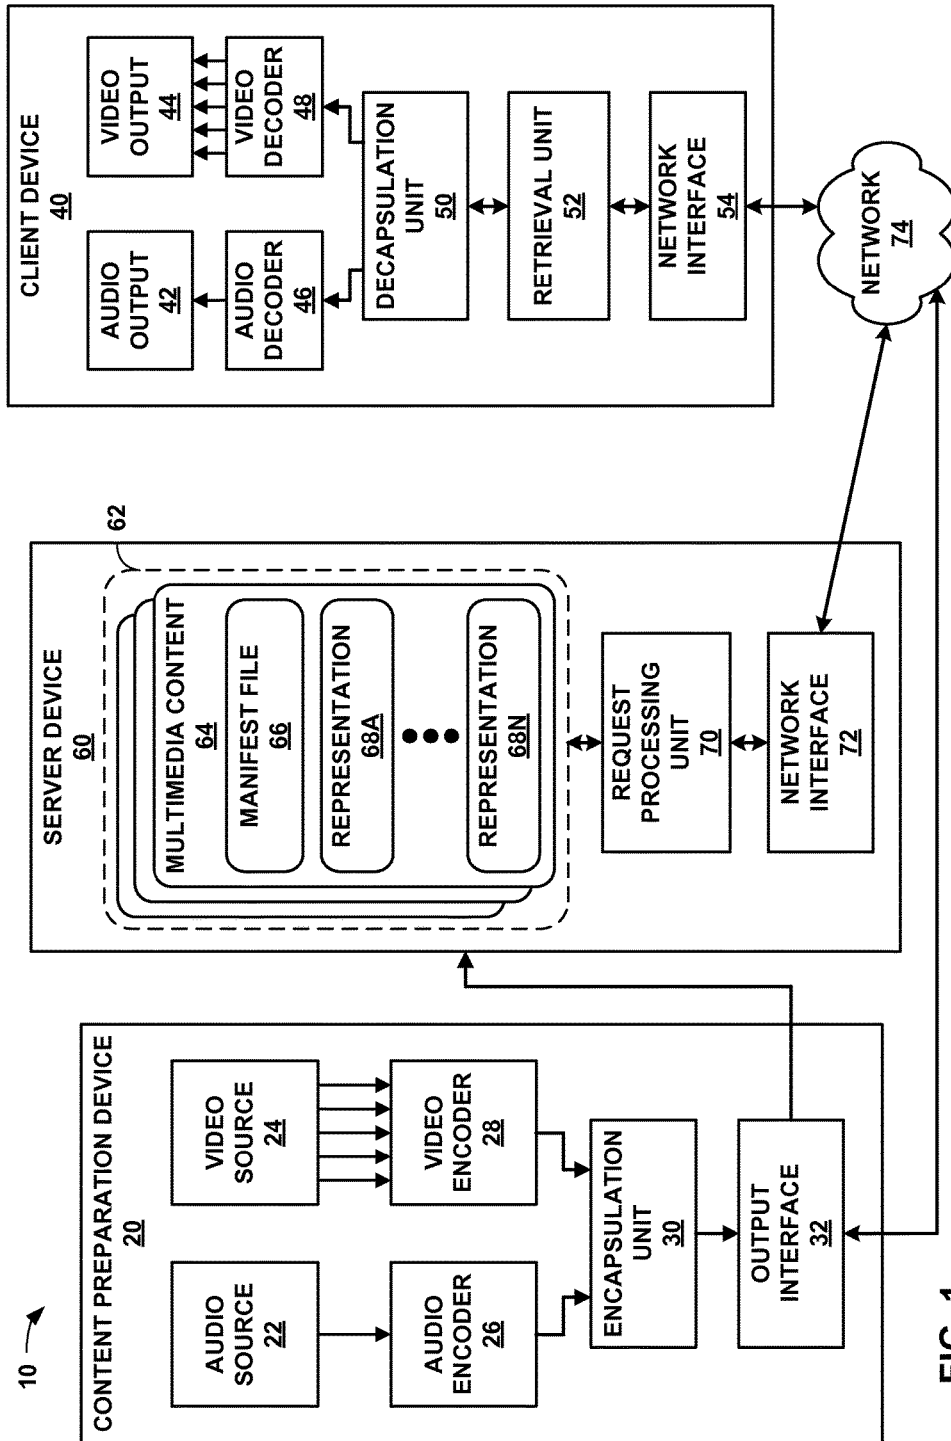 10
CONTENT PREPARATION DEVICE
20
AUDIO
SOURCE
22
VIDEO
SOURCE
24
AUDIO
ENCODER
26
VIDEO
ENCODER
28
ENCAPSULATION
UNIT
30
OUTPUT
INTERFACE
32
SERVER DEVICE
60
62
MULTIMEDIA CONTENT
64
MANIFEST FILE
66
REPRESENTATION
68A
REPRESENTATION
68N
REQUEST
PROCESSING
UNIT
70
NETWORK
INTERFACE
72
CLIENT DEVICE
40
AUDIO
OUTPUT
42
VIDEO
OUTPUT
44
AUDIO
DECODER
46
VIDEO
DECODER
48
DECAPSULATION
UNIT
50
RETRIEVAL UNIT
52
NETWORK
INTERFACE
54
NETWORK
74
FIG. 1